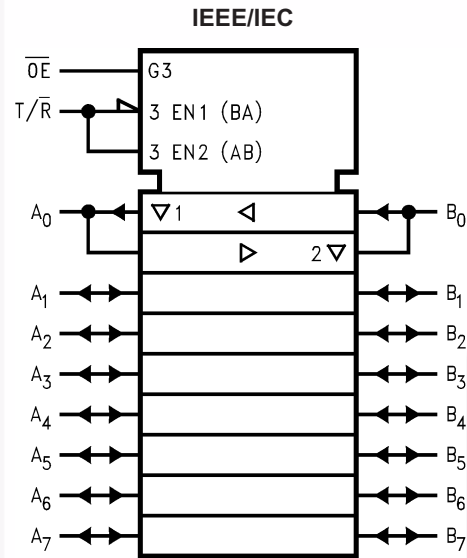 IEEE/IEC
O̅E̅ G3
T/R̅ 3 EN1 (BA)
3 EN2 (AB)
A0 ▽ 1 ◁ B0
▷ 2 ▽
A1 B1
A2 B2
A3 B3
A4 B4
A5 B5
A6 B6
A7 B7